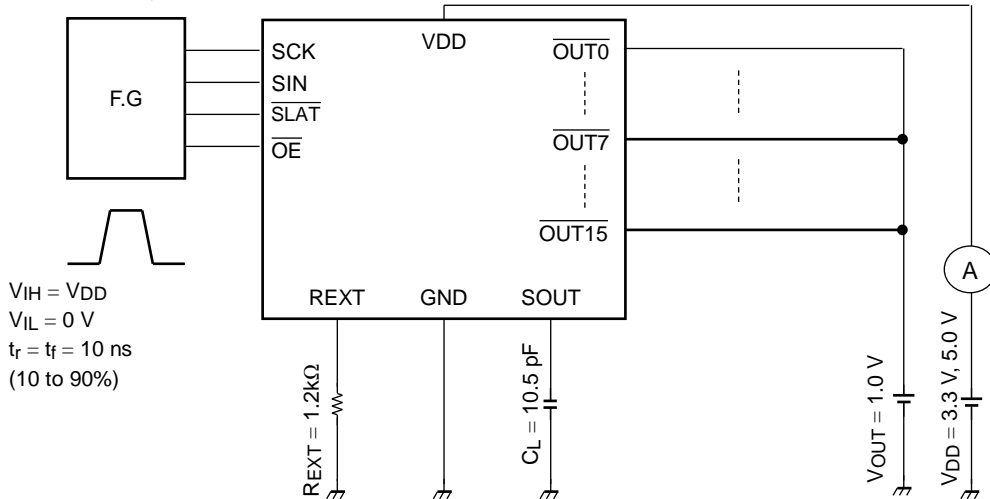 VDD
SCK
SIN
SLAT
OE
F.G
OUT0
OUT7
OUT15
A
REXT
GND
SOUT
VIH = VDD
VIL = 0 V
tr = tf = 10 ns
(10 to 90%)
REXT = 1.2kΩ
CL = 10.5 pF
VOUT = 1.0 V
VDD = 3.3 V, 5.0 V